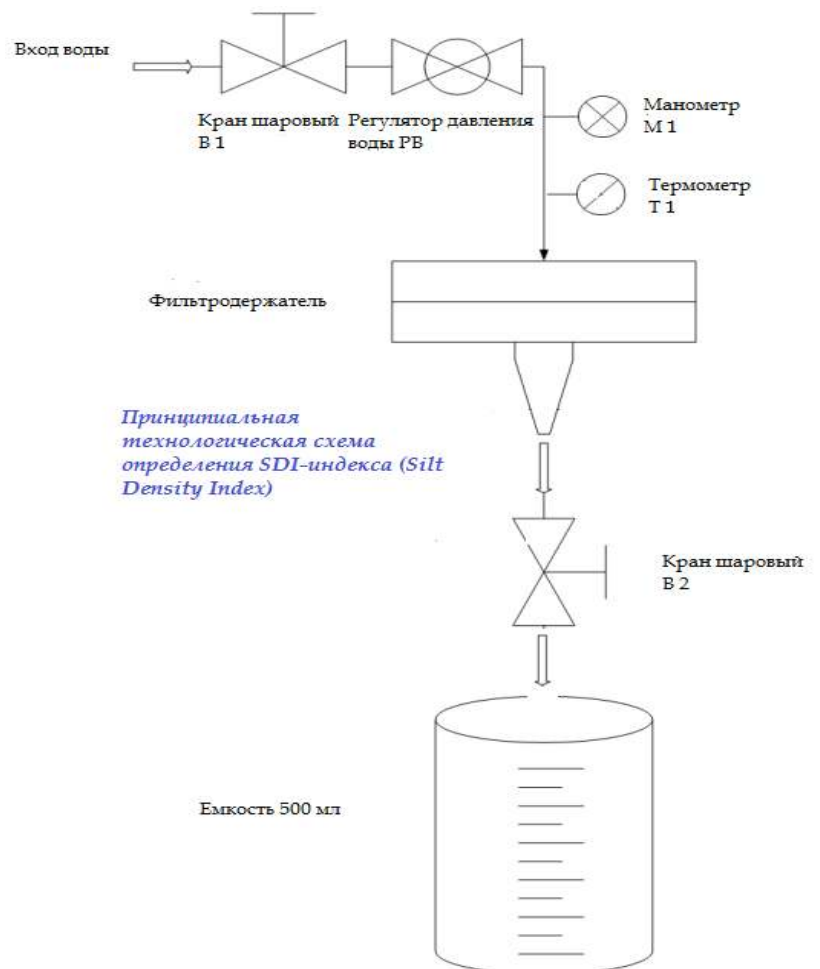 Вход воды
Кран шаровый
В 1
Регулятор давления
воды РВ
Манометр
М 1
Термометр
Т 1
Фильтродержатель
Принципиальная
технологическая схема
определения SDI-индекса (Silt
Density Index)
Кран шаровый
В 2
Емкость 500 мл